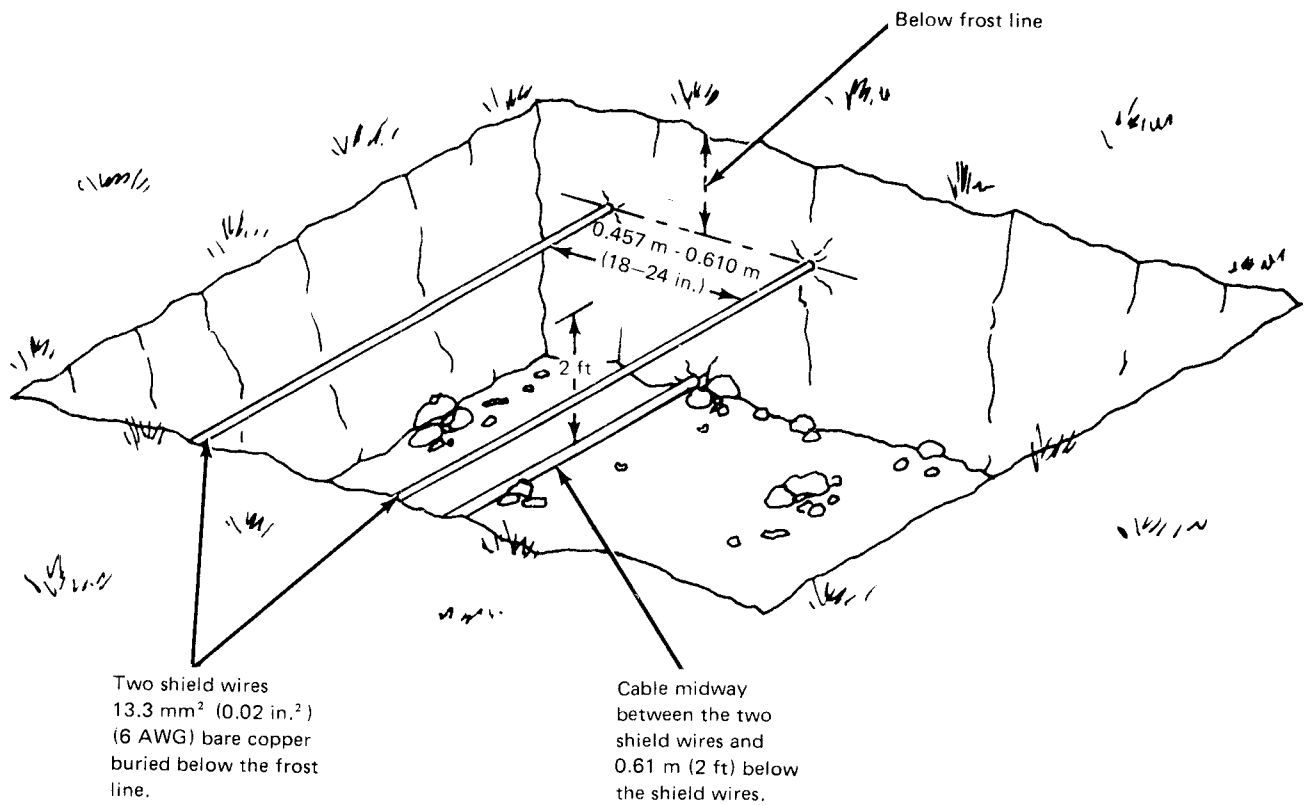 Below frost line
0.457 m - 0.610 m
(18–24 in.)
2 ft
Two shield wires
13.3 mm² (0.02 in.²)
(6 AWG) bare copper
buried below the frost
line.
Cable midway
between the two
shield wires and
0.61 m (2 ft) below
the shield wires.